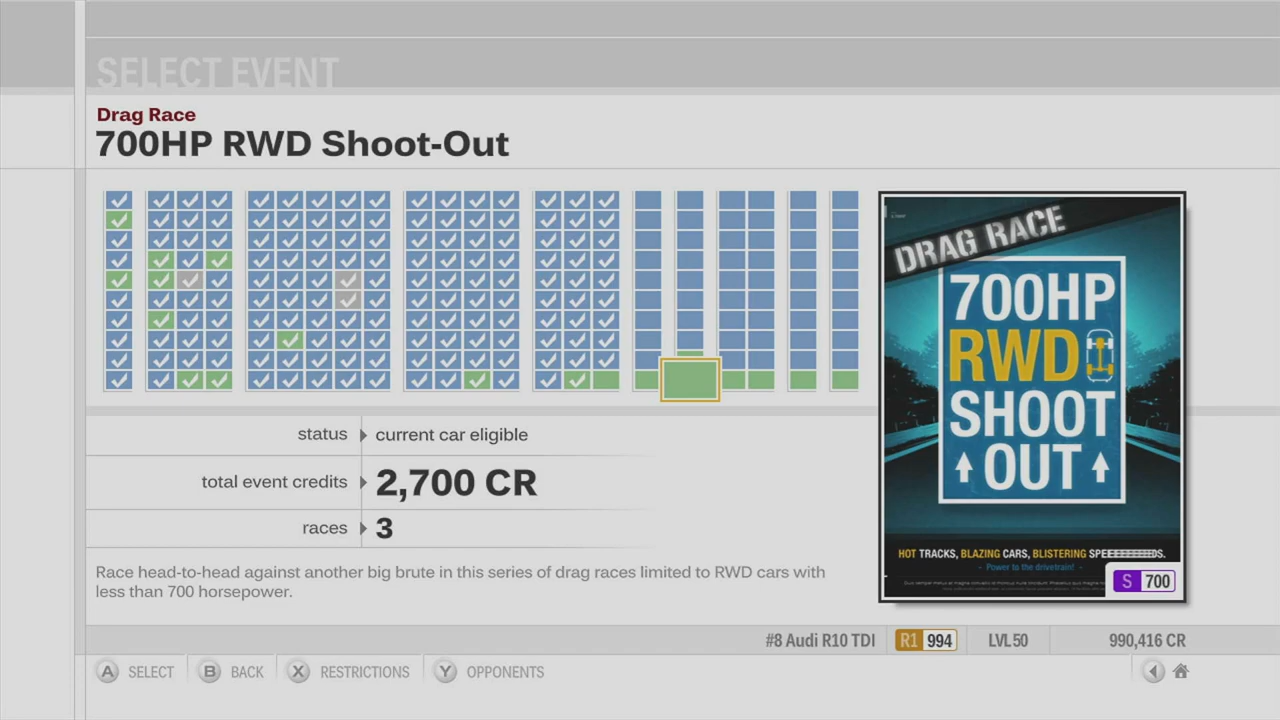 SELECT EVENT
Drag Race
700HP RWD Shoot-Out
DRAG RACE
700HP
RWD
SHOOT
OUT
HOT TRACKS, BLAZING CARS, BLISTERING SPEEEEEEEEDS.
- Power to the drivetrain! -
S 700
status
current car eligible
total event credits
2,700 CR
races
3
Race head-to-head against another big brute in this series of drag races limited to RWD cars with
less than 700 horsepower.
#8 Audi R10 TDI
R1 994
LVL50
990,416 CR
A SELECT
B BACK
X RESTRICTIONS
Y OPPONENTS